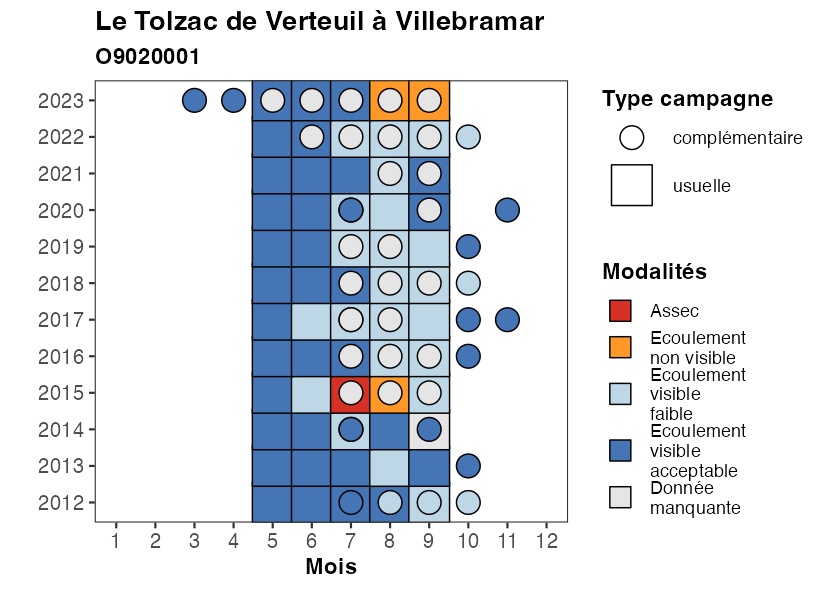 Le Tolzac de Verteuil à Villebramar
O9020001
2023
2022
2021
2020
2019
2018
2017
2016
2015
2014
2013
2012
1 2 3 4 5 6 7 8 9 10 11 12
Mois
Type campagne
complémentaire
usuelle
Modalités
Assec
Ecoulement
non visible
Ecoulement
visible
faible
Ecoulement
visible
acceptable
Donnée
manquante